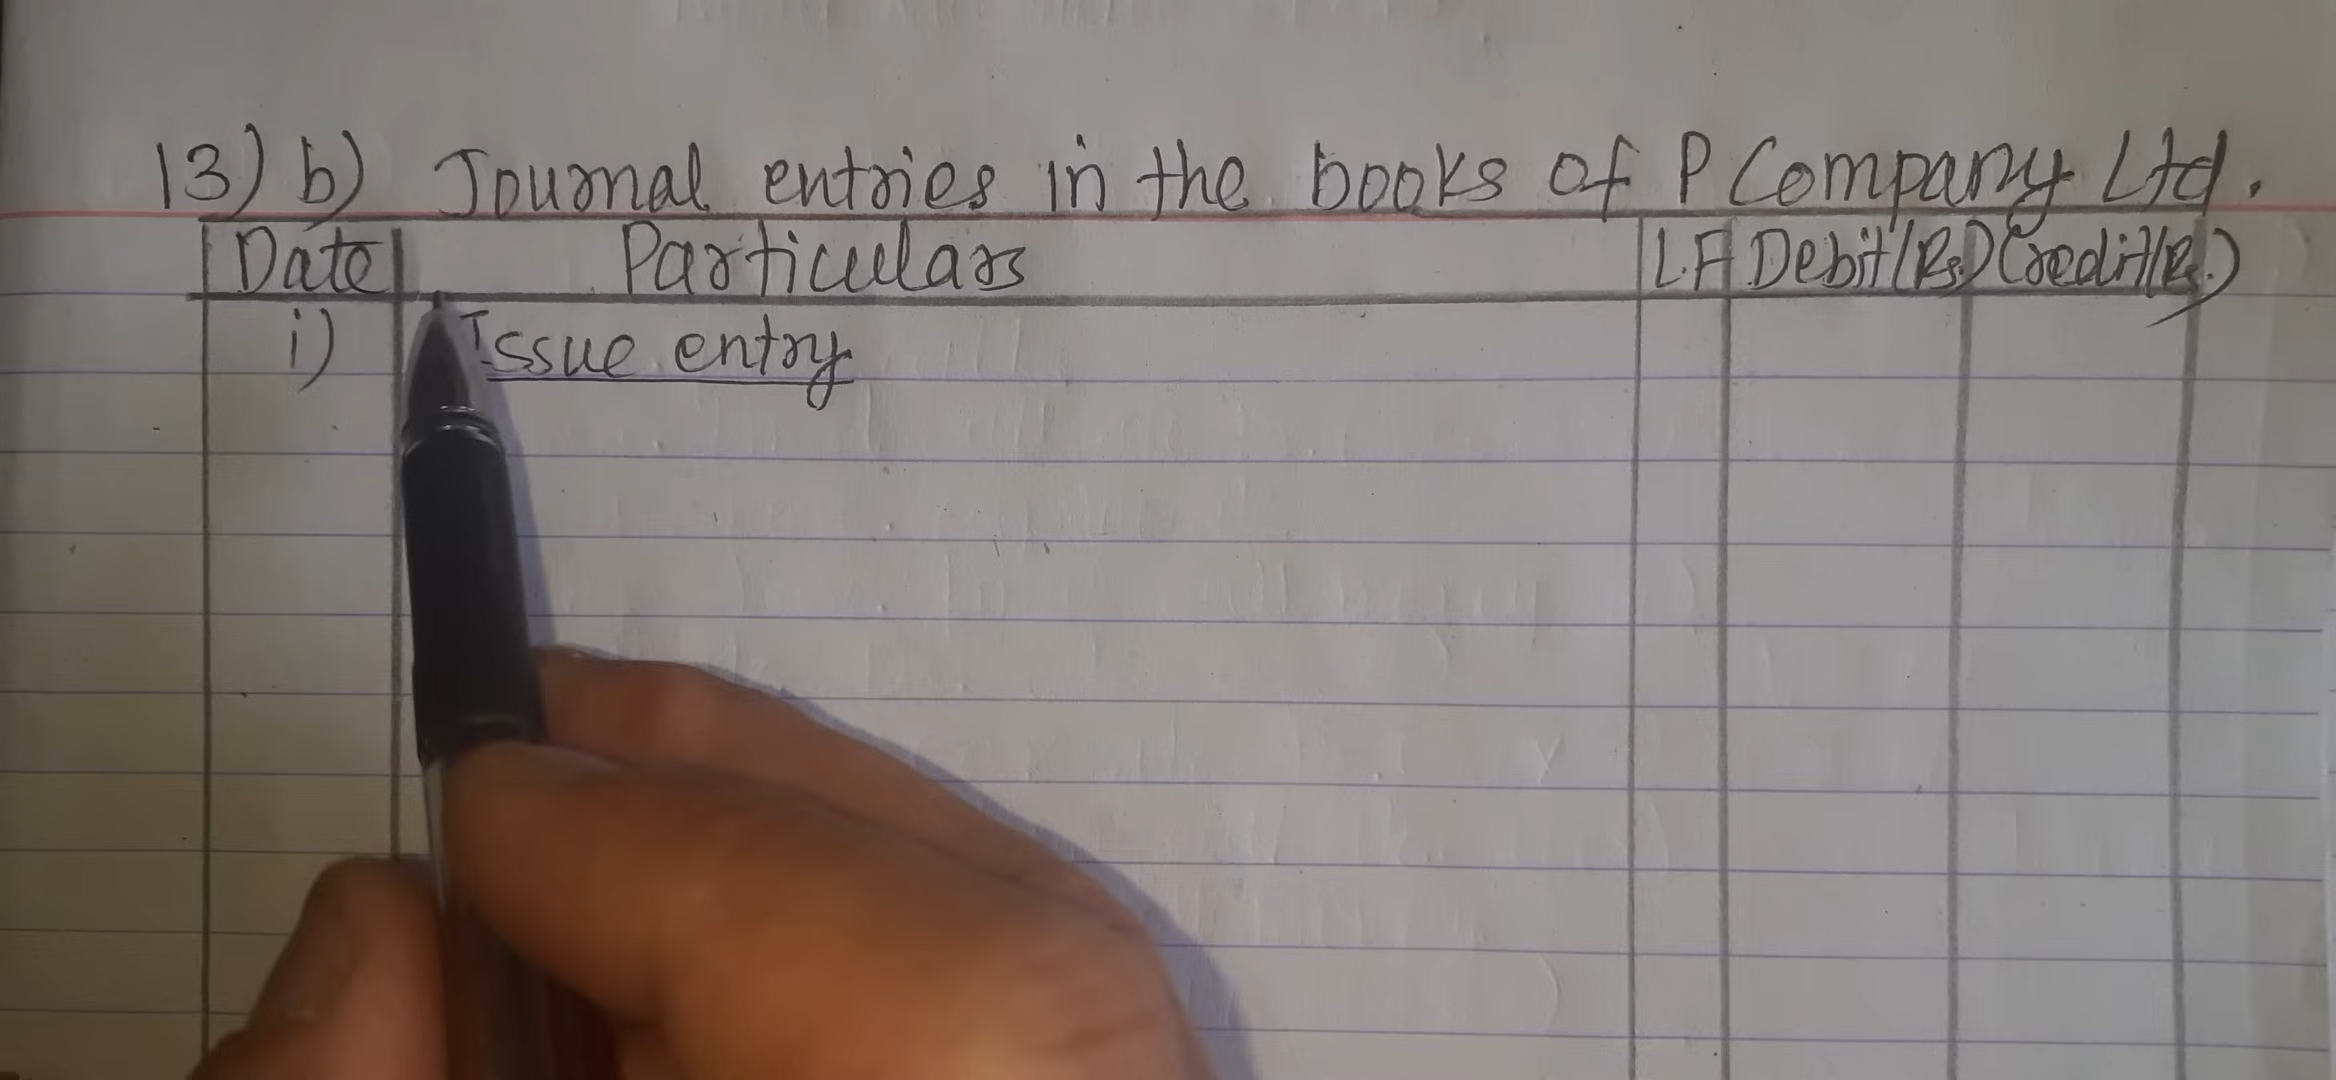 13) b) Journal entries in the books of P Company Ltd.
Date Particulars L.F Debit (Rs.) Credit (Rs.)
i) Issue entry